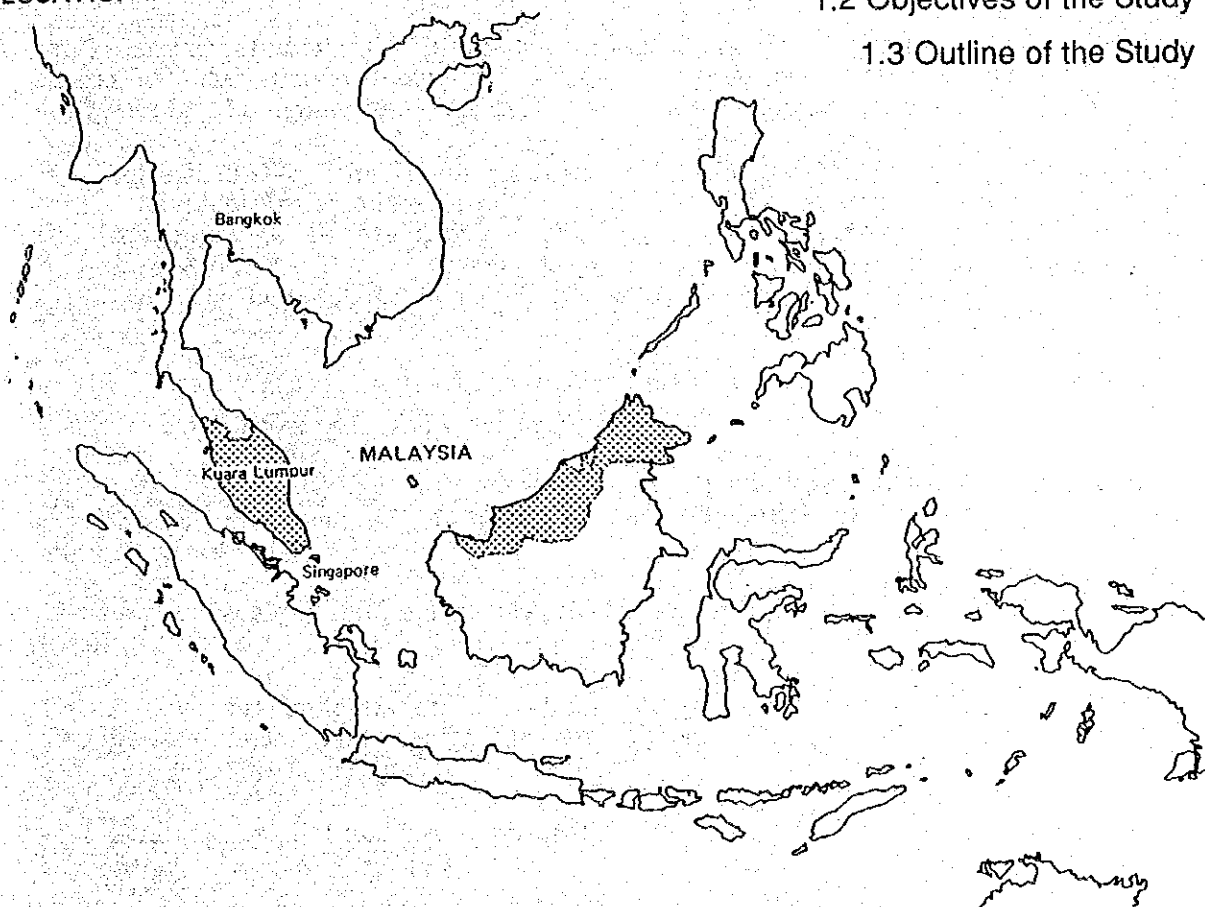 1.2 Objectives of the Study
1.3 Outline of the Study
Bangkok
MALAYSIA
Kuara Lumpur
Singapore